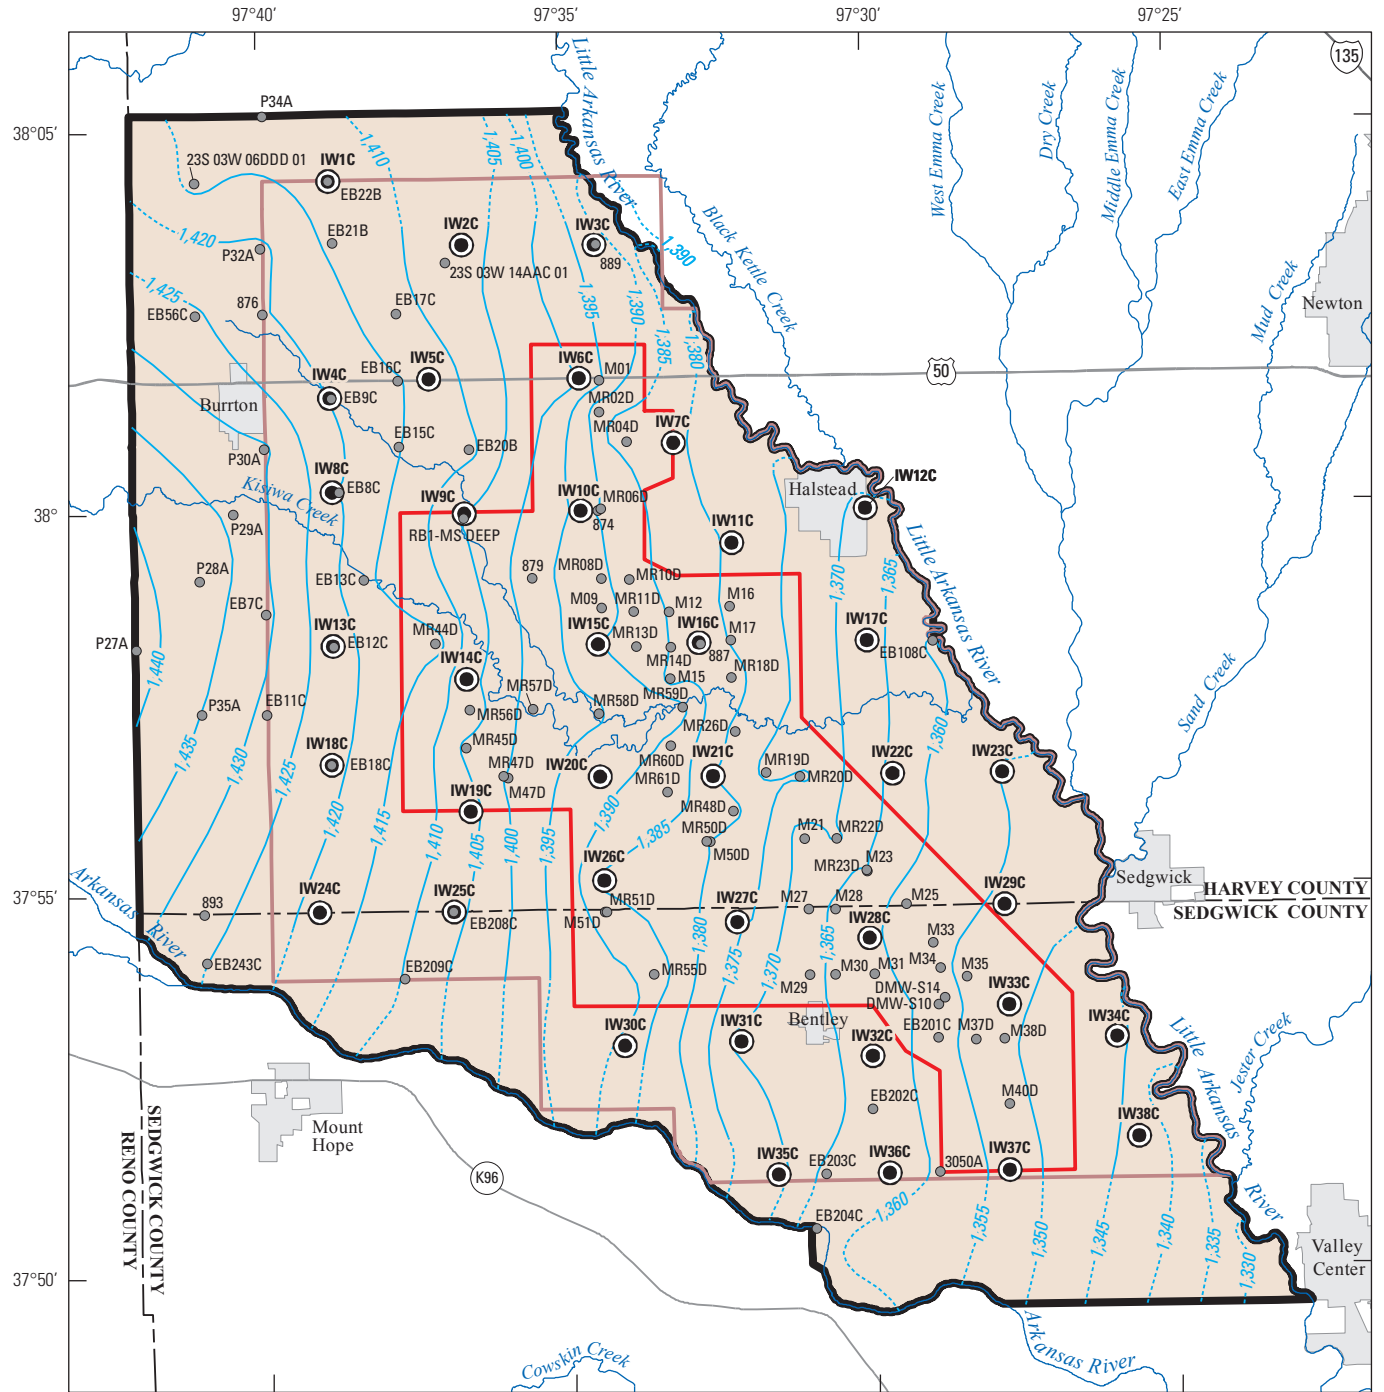 97°40′
97°35′
97°30′
97°25′
135
38°05′
38°
37°55′
37°50′
Little Arkansas River
Black Kettle Creek
West Emma Creek
Dry Creek
Middle Emma Creek
East Emma Creek
Mud Creek
Newton
P34A
23S 03W 06DDD 01
IW1C
EB22B
1,410
1,405
1,400
1,420
P32A
EB21B
IW2C
23S 03W 14AAC 01
IW3C
889
1,390
1,425
EB56C
876
EB17C
1,395
1,390
1,385
1,380
50
Burrton
IW4C
EB9C
EB16C
IW5C
IW6C
M01
MR02D
MR04D
IW7C
P30A
EB15C
EB20B
Kisiwa Creek
IW8C
EB8C
P29A
IW9C
RB1-MS DEEP
IW10C
MR06D
874
IW11C
Halstead
IW12C
Little Arkansas River
1,370
1,365
P28A
EB13C
879
MR08D
MR10D
EB7C
M09
MR11D
M12
M16
P27A
IW13C
EB12C
MR44D
IW14C
IW15C
MR13D
MR14D
IW16C
887
M17
IW17C
EB108C
M15
MR18D
1,440
P35A
EB11C
MR57D
MR56D
MR58D
MR59D
MR26D
1,360
Sand Creek
1,435
1,430
1,425
IW18C
EB18C
MR45D
MR47D
M47D
IW20C
MR60D
MR61D
IW21C
MR19D
MR20D
IW22C
IW23C
1,420
1,415
1,410
IW19C
1,405
1,400
1,395
1,390
1,385
MR48D
MR50D
M50D
M21
MR22D
MR23D
M23
Sedgwick
HARVEY COUNTY
SEDGWICK COUNTY
Arkansas River
893
IW24C
IW25C
EB208C
IW26C
MR51D
M51D
IW27C
M27
M28
M25
IW29C
IW28C
EB243C
EB209C
MR55D
1,380
1,375
1,370
1,365
M29
M30
M31
M33
M34
M35
DMW-S14
DMW-S10
IW33C
IW30C
IW31C
Bentley
IW32C
EB201C
M37D
M38D
IW34C
Little Arkansas River
Jester Creek
EB202C
M40D
IW38C
SEDGWICK COUNTY
RENO COUNTY
Mount
Hope
K96
IW35C
EB203C
IW36C
3050A
IW37C
EB204C
1,360
1,355
1,350
1,345
1,340
1,335
1,330
Valley
Center
Cowskin Creek
Arkansas River